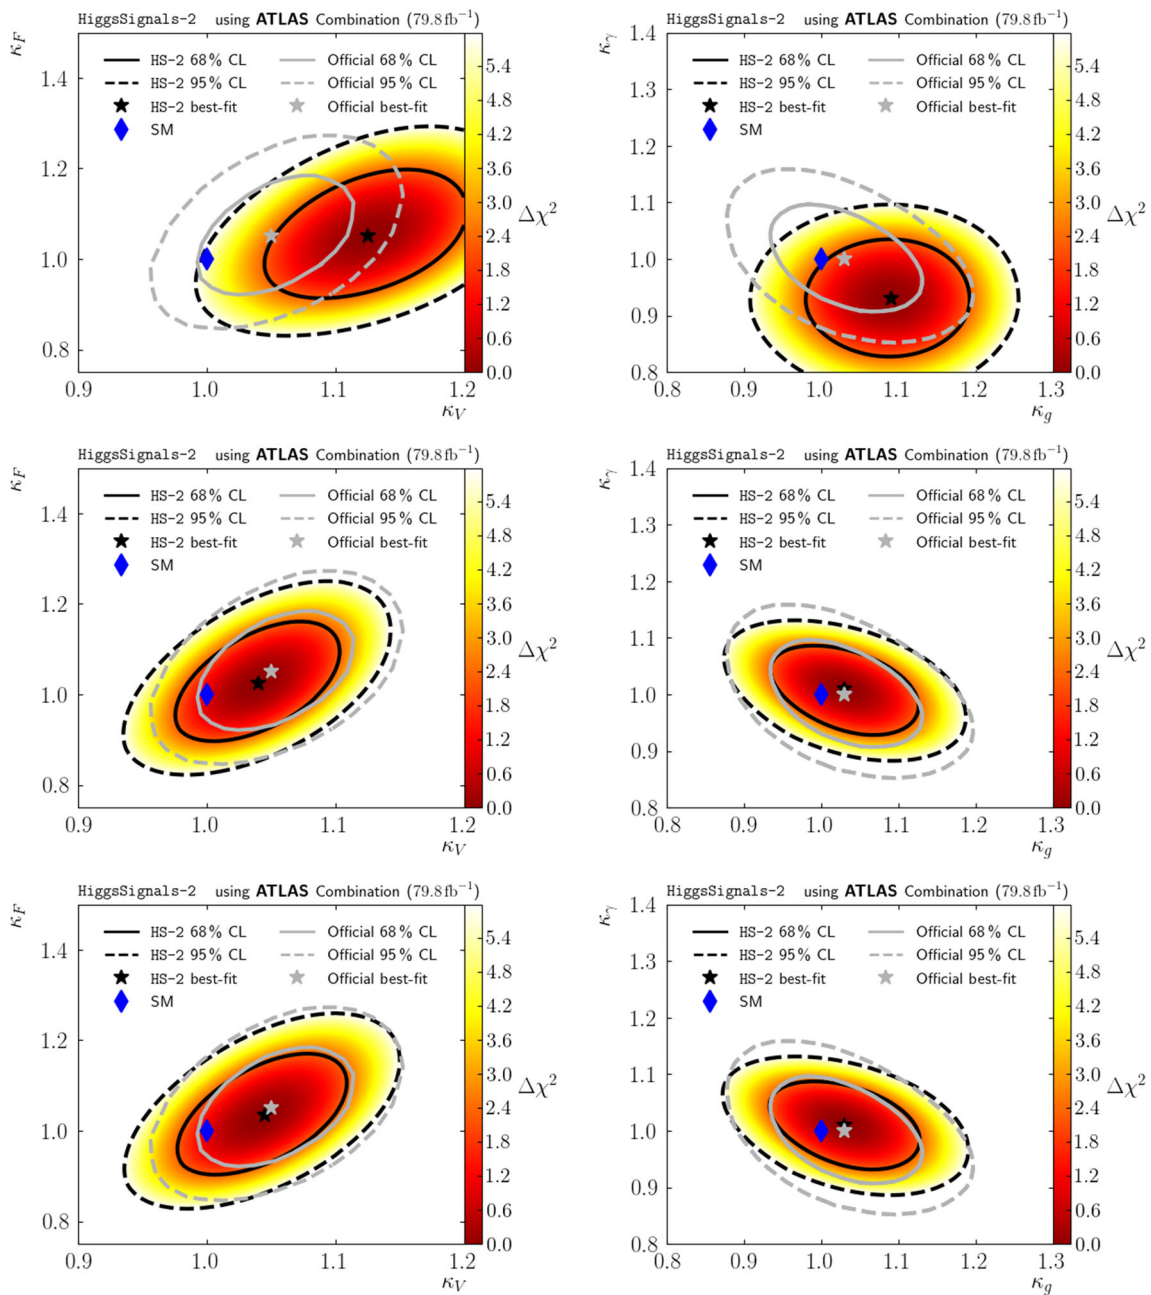 HiggsSignals-2 using ATLAS Combination (79.8 fb⁻¹)
κ_F
HS-2 68% CL Official 68% CL
HS-2 95% CL Official 95% CL
HS-2 best-fit Official best-fit
SM
1.4
1.2
1.0
0.8
0.9 1.0 1.1 1.2
κ_V
5.4
4.8
4.2
3.6
3.0
2.4
1.8
1.2
0.6
0.0
Δχ²
HiggsSignals-2 using ATLAS Combination (79.8 fb⁻¹)
κ_γ
HS-2 68% CL Official 68% CL
HS-2 95% CL Official 95% CL
HS-2 best-fit Official best-fit
SM
1.4
1.3
1.2
1.1
1.0
0.9
0.8
0.8 0.9 1.0 1.1 1.2 1.3
κ_g
5.4
4.8
4.2
3.6
3.0
2.4
1.8
1.2
0.6
0.0
Δχ²
HiggsSignals-2 using ATLAS Combination (79.8 fb⁻¹)
κ_F
HS-2 68% CL Official 68% CL
HS-2 95% CL Official 95% CL
HS-2 best-fit Official best-fit
SM
1.4
1.2
1.0
0.8
0.9 1.0 1.1 1.2
κ_V
5.4
4.8
4.2
3.6
3.0
2.4
1.8
1.2
0.6
0.0
Δχ²
HiggsSignals-2 using ATLAS Combination (79.8 fb⁻¹)
κ_γ
HS-2 68% CL Official 68% CL
HS-2 95% CL Official 95% CL
HS-2 best-fit Official best-fit
SM
1.4
1.3
1.2
1.1
1.0
0.9
0.8
0.8 0.9 1.0 1.1 1.2 1.3
κ_g
5.4
4.8
4.2
3.6
3.0
2.4
1.8
1.2
0.6
0.0
Δχ²
HiggsSignals-2 using ATLAS Combination (79.8 fb⁻¹)
κ_F
HS-2 68% CL Official 68% CL
HS-2 95% CL Official 95% CL
HS-2 best-fit Official best-fit
SM
1.4
1.2
1.0
0.8
0.9 1.0 1.1 1.2
κ_V
5.4
4.8
4.2
3.6
3.0
2.4
1.8
1.2
0.6
0.0
Δχ²
HiggsSignals-2 using ATLAS Combination (79.8 fb⁻¹)
κ_γ
HS-2 68% CL Official 68% CL
HS-2 95% CL Official 95% CL
HS-2 best-fit Official best-fit
SM
1.4
1.3
1.2
1.1
1.0
0.9
0.8
0.8 0.9 1.0 1.1 1.2 1.3
κ_g
5.4
4.8
4.2
3.6
3.0
2.4
1.8
1.2
0.6
0.0
Δχ²